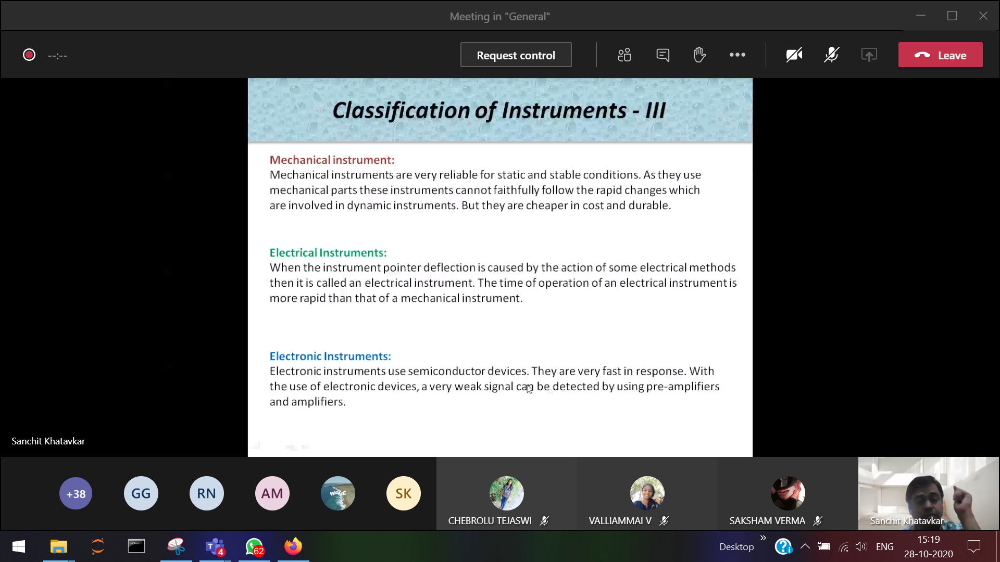 Meeting in "General"
--:--
Request control
Leave
Classification of Instruments - III
Mechanical instrument:
Mechanical instruments are very reliable for static and stable conditions. As they use
mechanical parts these instruments cannot faithfully follow the rapid changes which
are involved in dynamic instruments. But they are cheaper in cost and durable.
Electrical Instruments:
When the instrument pointer deflection is caused by the action of some electrical methods
then it is called an electrical instrument. The time of operation of an electrical instrument is
more rapid than that of a mechanical instrument.
Electronic Instruments:
Electronic instruments use semiconductor devices. They are very fast in response. With
the use of electronic devices, a very weak signal can be detected by using pre-amplifiers
and amplifiers.
Sanchit Khatavkar
+38
GG
RN
AM
WAVE
SK
CHEBROLU TEJASWI
VALLIAMMAI V
SAKSHAM VERMA
Sanchit Khatavkar
T
4
62
Desktop
ENG
15:19
28-10-2020